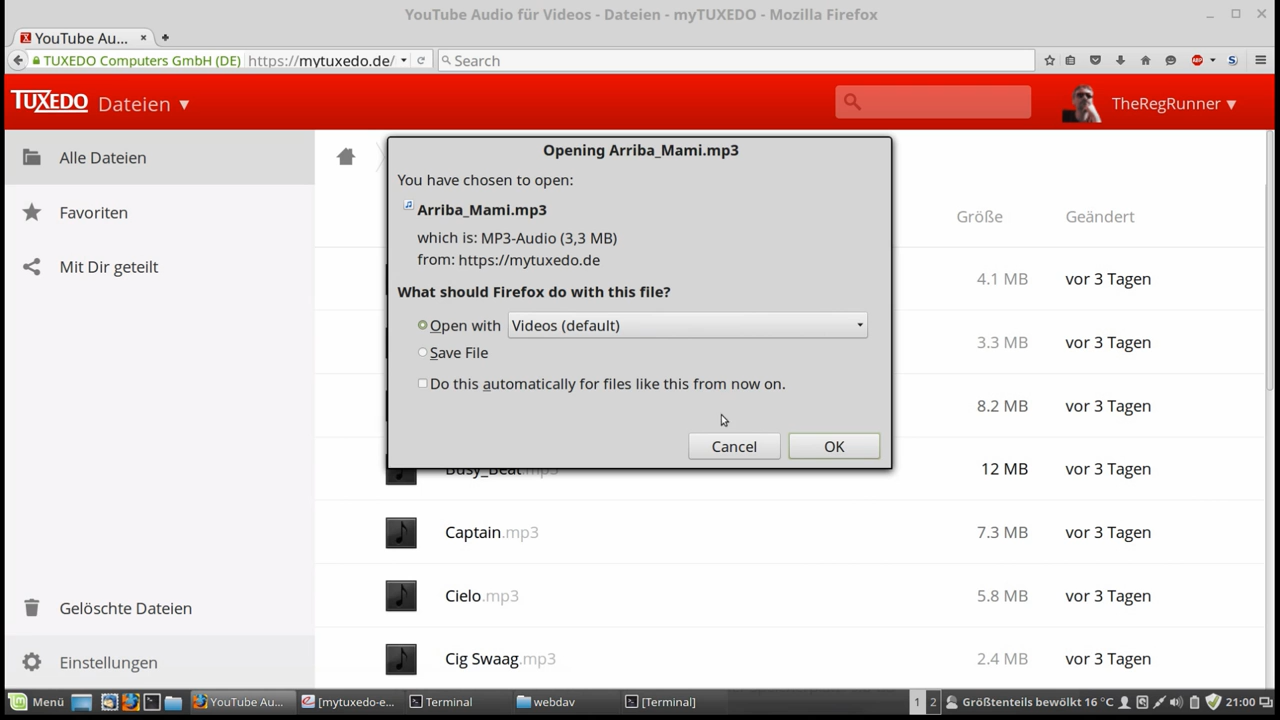 YouTube Audio für Videos - Dateien - myTUXEDO - Mozilla Firefox
YouTube Au...
TUXEDO Computers GmbH (DE) https://mytuxedo.de/ Search
TUXEDO Dateien TheRegRunner
Alle Dateien
Favoriten
Mit Dir geteilt
Gelöschte Dateien
Einstellungen
Opening Arriba_Mami.mp3
You have chosen to open:
Arriba_Mami.mp3
which is: MP3-Audio (3,3 MB)
from: https://mytuxedo.de
What should Firefox do with this file?
Open with Videos (default)
Save File
Do this automatically for files like this from now on.
Cancel OK
Größe Geändert
4.1 MB vor 3 Tagen
3.3 MB vor 3 Tagen
8.2 MB vor 3 Tagen
Busy_Beat.mp3 12 MB vor 3 Tagen
Captain.mp3 7.3 MB vor 3 Tagen
Cielo.mp3 5.8 MB vor 3 Tagen
Cig Swaag.mp3 2.4 MB vor 3 Tagen
Menü YouTube Au... [mytuxedo-e... Terminal webdav [Terminal] 1 2 Größtenteils bewölkt 16 °C 21:00